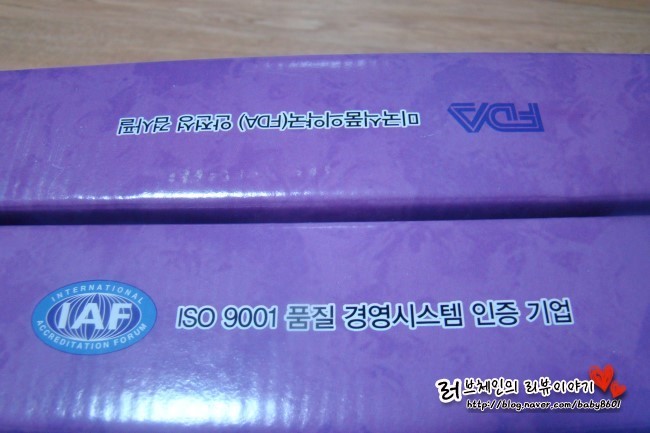 FDA
미국식품의약국(FDA) 안전성 검사필
INTERNATIONAL
IAF
ACCREDITATION FORUM
ISO 9001 품질 경영시스템 인증 기업
러브체인의 리뷰이야기
http://blog.naver.com/baby8601